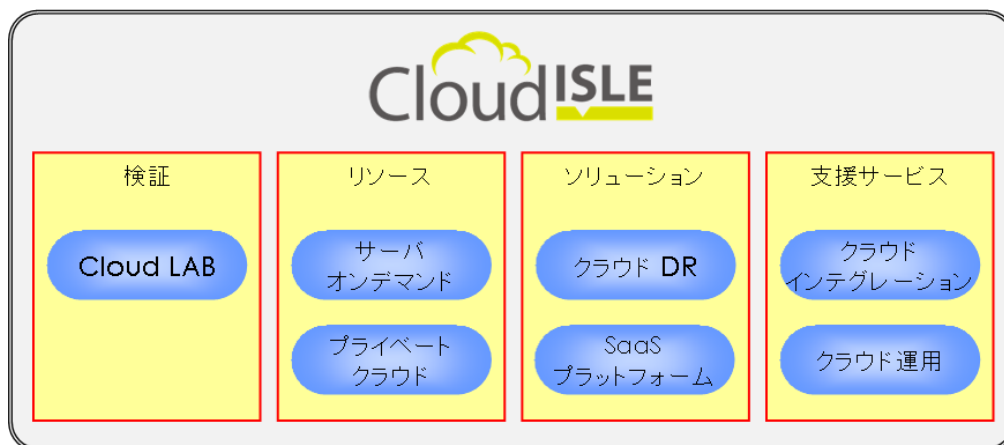 Cloud ISLE
検証
リソース
ソリューション
支援サービス
Cloud LAB
サーバ
オンデマンド
クラウド DR
クラウド
インテグレーション
プライベート
クラウド
SaaS
プラットフォーム
クラウド運用